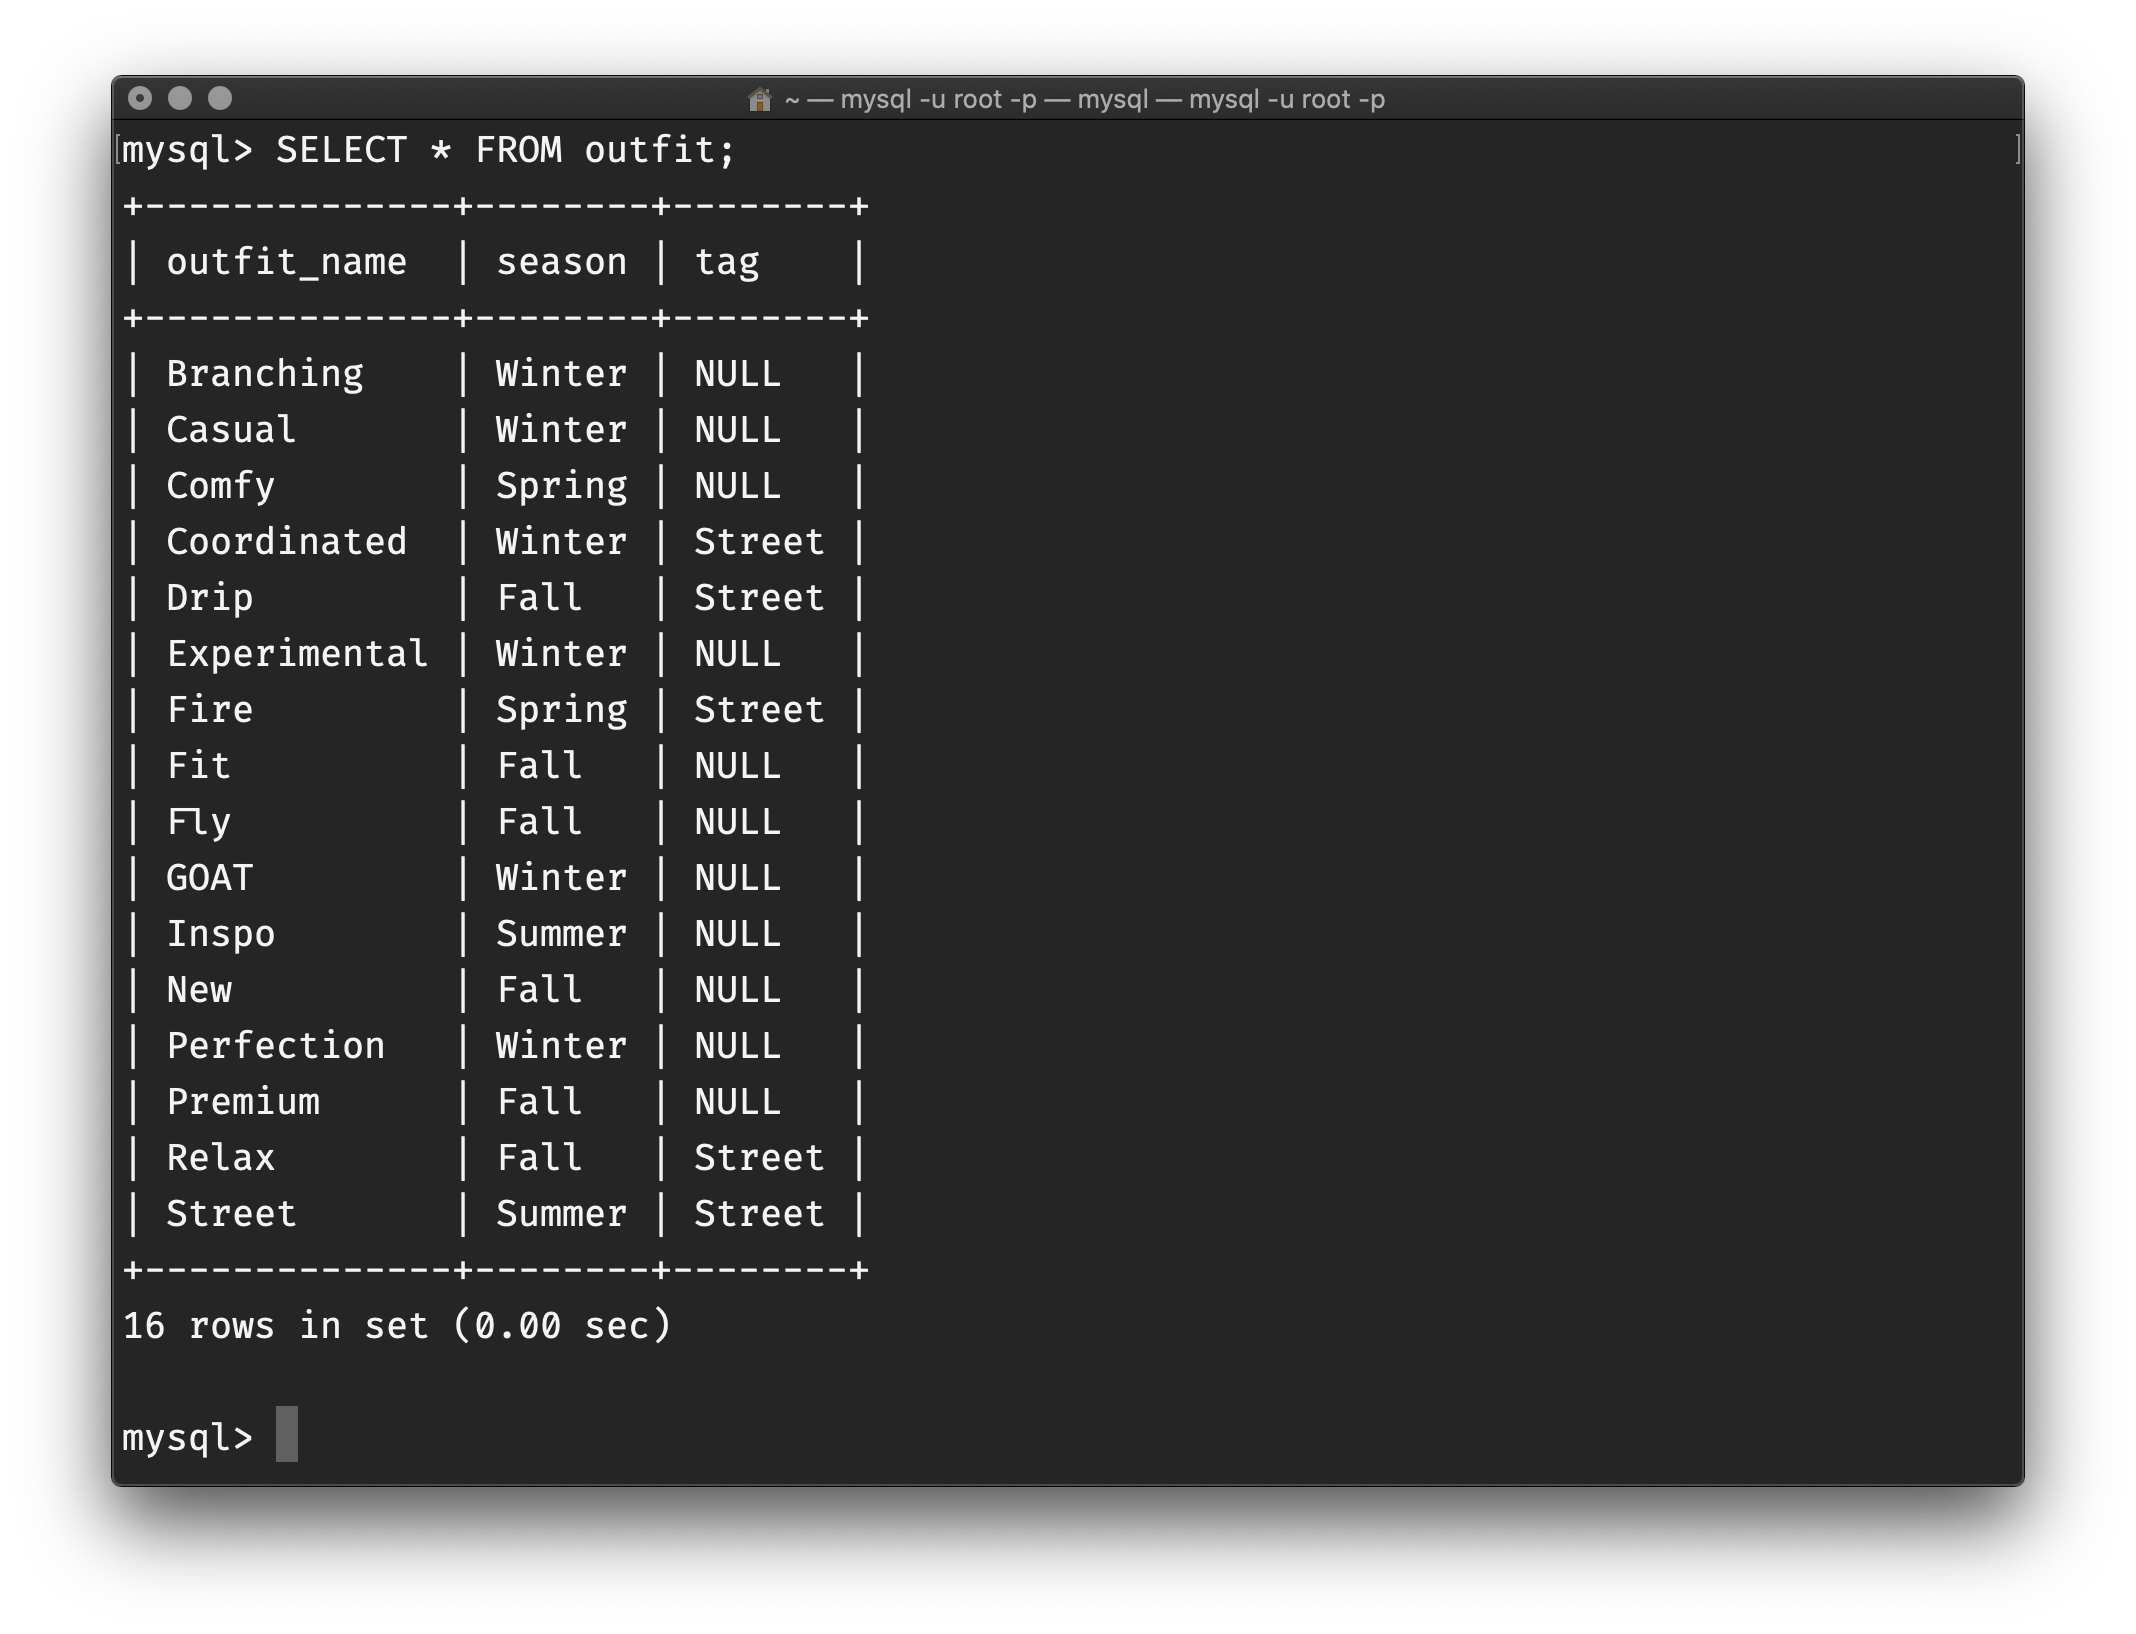 ~ — mysql -u root -p — mysql — mysql -u root -p
mysql> SELECT * FROM outfit;
+--------------+--------+--------+
| outfit_name  | season | tag    |
+--------------+--------+--------+
| Branching    | Winter | NULL   |
| Casual       | Winter | NULL   |
| Comfy        | Spring | NULL   |
| Coordinated  | Winter | Street |
| Drip         | Fall   | Street |
| Experimental | Winter | NULL   |
| Fire         | Spring | Street |
| Fit          | Fall   | NULL   |
| Fly          | Fall   | NULL   |
| GOAT         | Winter | NULL   |
| Inspo        | Summer | NULL   |
| New          | Fall   | NULL   |
| Perfection   | Winter | NULL   |
| Premium      | Fall   | NULL   |
| Relax        | Fall   | Street |
| Street       | Summer | Street |
+--------------+--------+--------+
16 rows in set (0.00 sec)
mysql>